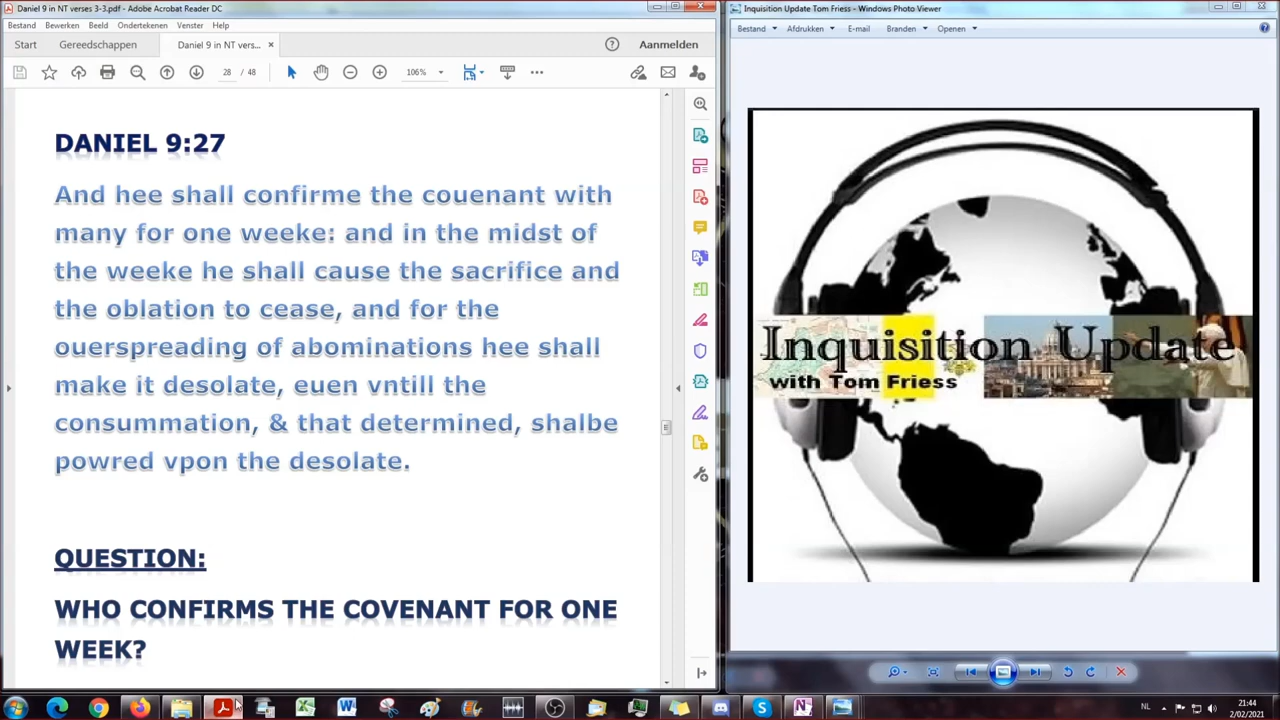 Daniel 9 in NT verses 3-3.pdf - Adobe Acrobat Reader DC
Bestand Bewerken Beeld Ondertekenen Venster Help
Start Gereedschappen Daniel 9 in NT vers... × Aanmelden
28 / 48 106%
DANIEL 9:27
And hee shall confirme the couenant with
many for one weeke: and in the midst of
the weeke he shall cause the sacrifice and
the oblation to cease, and for the
ouerspreading of abominations hee shall
make it desolate, euen vntill the
consummation, & that determined, shalbe
powred vpon the desolate.
QUESTION:
WHO CONFIRMS THE COVENANT FOR ONE
WEEK?
Inquisition Update Tom Friess - Windows Photo Viewer
Bestand Afdrukken E-mail Branden Openen
Inquisition Update
with Tom Friess
NL 21:44
2/02/2021